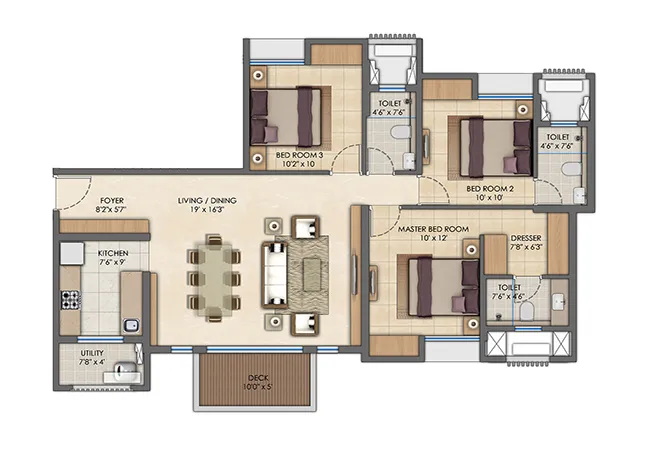 TOILET
4'6" x 7'6"
BED ROOM 3
10'2" x 10
TOILET
4'6" x 7'6"
BED ROOM 2
10' x 10'
FOYER
8'2"x 5'7"
LIVING / DINING
19' x 16'3"
MASTER BED ROOM
10' x 12'
DRESSER
7'8" x 6'3"
KITCHEN
7'6" x 9'
TOILET
7'6" x 4'6"
UTILITY
7'8" x 4'
DECK
10'0" x 5'